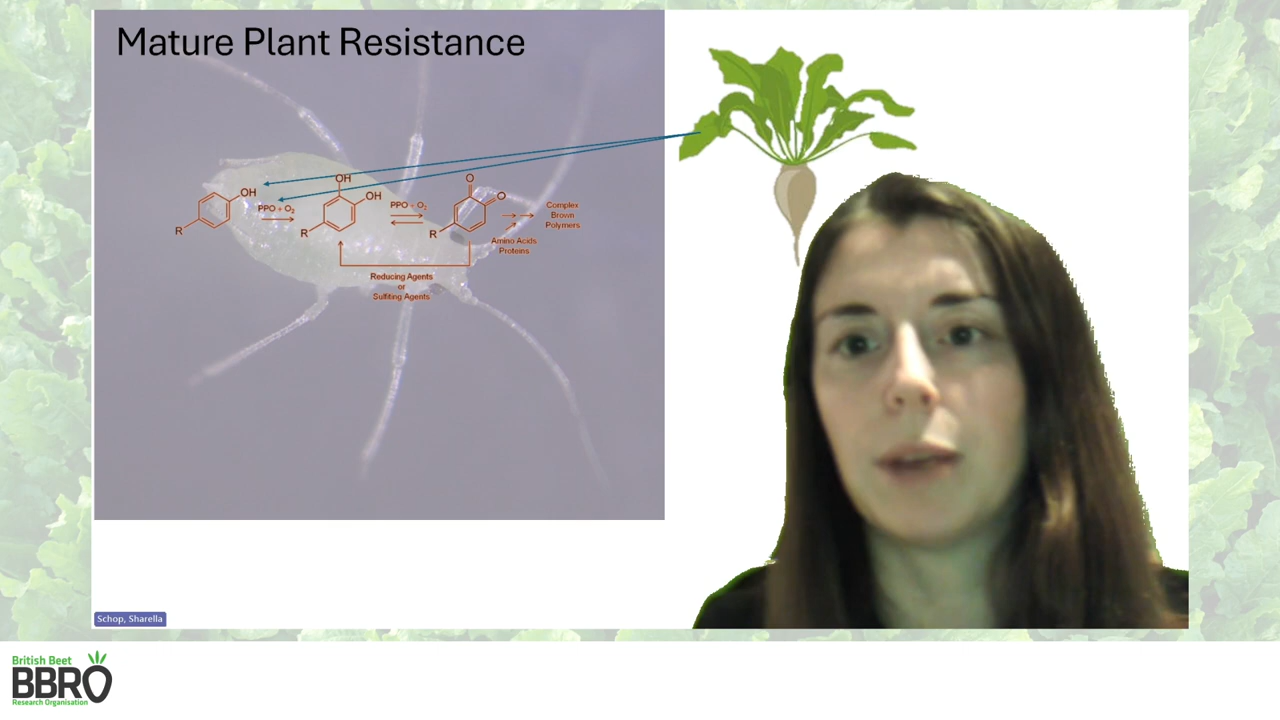 Mature Plant Resistance
OH
OH
OH
O
O
PPO + O₂
PPO + O₂
R
R
R
Complex
Brown
Polymers
Amino Acids
Proteins
Reducing Agents
or
Sulfiting Agents
Schop, Sharella
British Beet
BBRO
Research Organisation